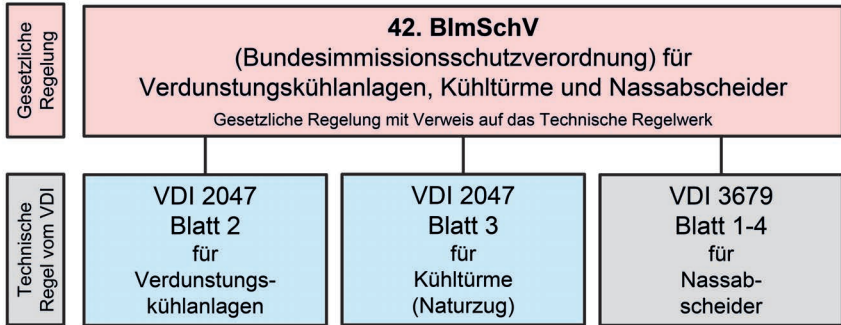 Gesetzliche
Regelung
42. BImSchV
(Bundesimmissionsschutzverordnung) für
Verdunstungskühlanlagen, Kühltürme und Nassabscheider
Gesetzliche Regelung mit Verweis auf das Technische Regelwerk
Technische
Regel vom VDI
VDI 2047
Blatt 2
für
Verdunstungs-
kühlanlagen
VDI 2047
Blatt 3
für
Kühltürme
(Naturzug)
VDI 3679
Blatt 1-4
für
Nassab-
scheider